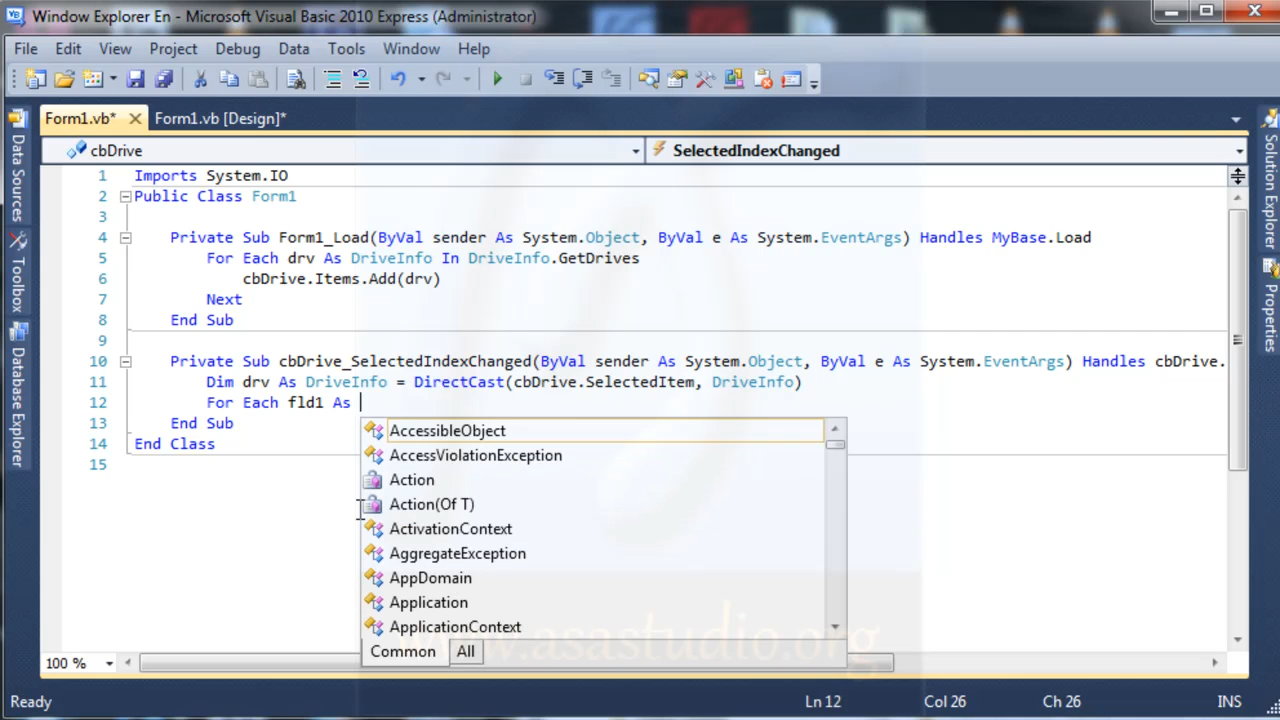 Window Explorer En - Microsoft Visual Basic 2010 Express (Administrator)
File Edit View Project Debug Data Tools Window Help
Form1.vb* Form1.vb [Design]*
cbDrive SelectedIndexChanged
1 Imports System.IO
2 Public Class Form1
3
4 Private Sub Form1_Load(ByVal sender As System.Object, ByVal e As System.EventArgs) Handles MyBase.Load
5 For Each drv As DriveInfo In DriveInfo.GetDrives
6 cbDrive.Items.Add(drv)
7 Next
8 End Sub
9
10 Private Sub cbDrive_SelectedIndexChanged(ByVal sender As System.Object, ByVal e As System.EventArgs) Handles cbDrive.
11 Dim drv As DriveInfo = DirectCast(cbDrive.SelectedItem, DriveInfo)
12 For Each fld1 As
13 End Sub
14 End Class
15
AccessibleObject
AccessViolationException
Action
Action(Of T)
ActivationContext
AggregateException
AppDomain
Application
ApplicationContext
Common All
www.asastudio.org
100 %
Ready Ln 12 Col 26 Ch 26 INS
Data Sources
Toolbox
Database Explorer
Solution Explorer
Properties